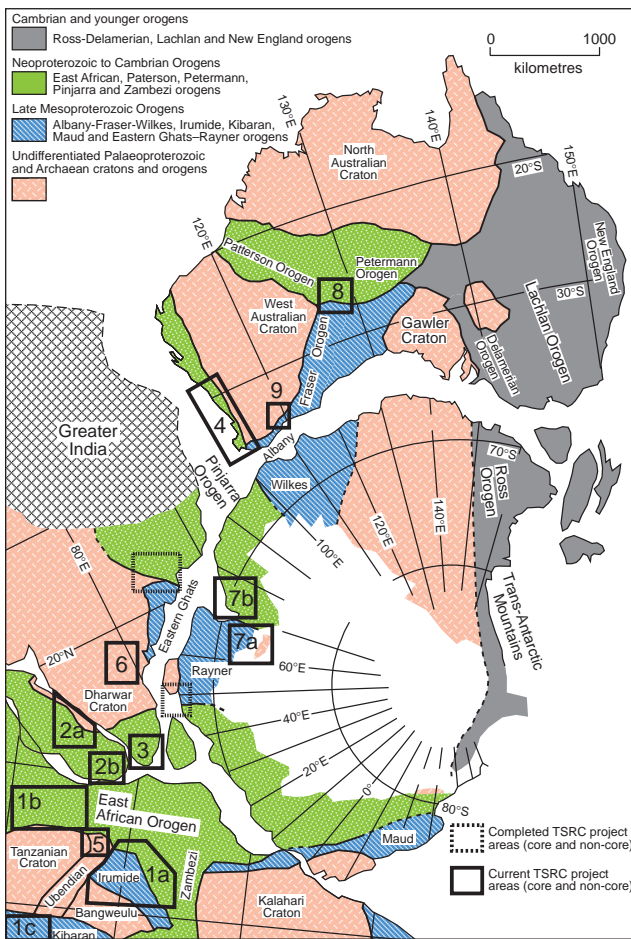 Cambrian and younger orogens
Ross-Delamerian, Lachlan and New England orogens
Neoproterozoic to Cambrian Orogens
East African, Paterson, Petermann,
Pinjarra and Zambezi orogens
Late Mesoproterozoic Orogens
Albany-Fraser-Wilkes, Irumide, Kibaran,
Maud and Eastern Ghats–Rayner orogens
Undifferentiated Palaeoproterozoic
and Archaean cratons and orogens
0 1000
kilometres
130°E
140°E
150°E
20°S
North
Australian
Craton
120°E
Patterson Orogen
Petermann
Orogen
New England
Orogen
30°S
8
West
Australian
Craton
Fraser Orogen
Gawler
Craton
Delamerian
Orogen
Lachlan Orogen
9
4
Albany
Greater
India
Pinjarra
Orogen
Wilkes
70°S
Ross
Orogen
140°E
120°E
100°E
80°E
Trans-Antarctic
Mountains
Eastern Ghats
7b
7a
20°N
6
Rayner
60°E
Dharwar
Craton
40°E
2a
3
2b
20°E
0°
80°S
1b
East
African Orogen
5
Tanzanian
Craton
Ubendian
Irumide
1a
Zambezi
Maud
Bangweulu
Kalahari
Craton
1c
Kibaran
Completed TSRC project
areas (core and non-core)
Current TSRC project
areas (core and non-core)